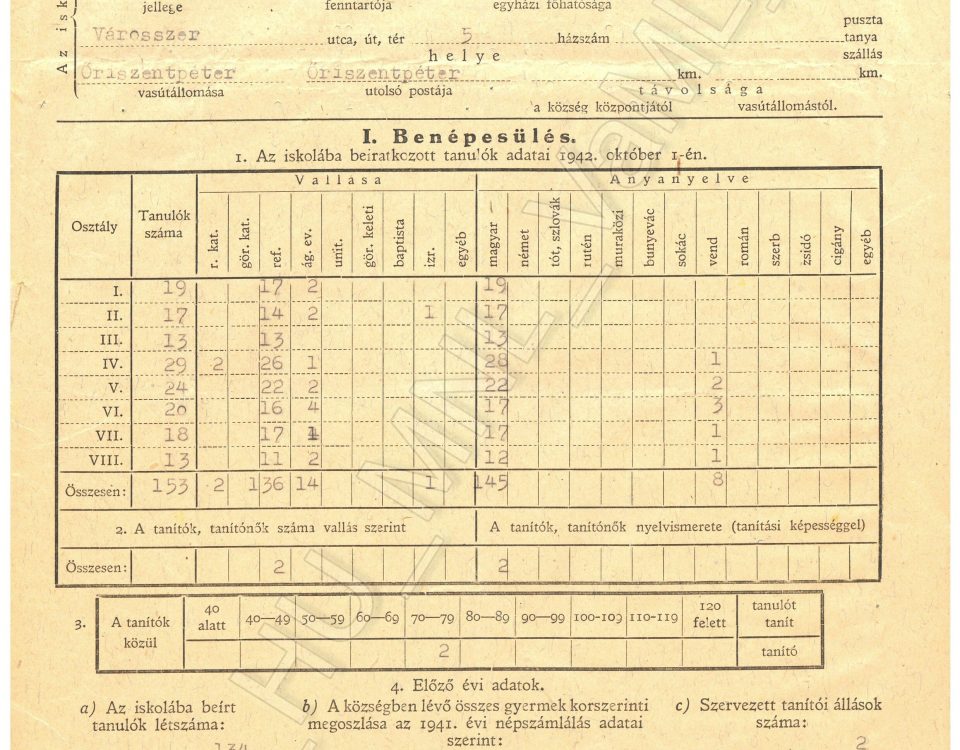 Az isk
jellege fenntartója egyházi főhatósága
puszta
Városszer utca, út, tér 5 házszám tanya
helye szállás
Őriszentpéter Őriszentpéter km. km.
vasútállomása utolsó postája távolsága
a község központjától vasútállomástól.
I. Benépesülés.
1. Az iskolába beiratkozott tanulók adatai 1942. október 1-én.
Vallása Anyanyelve
Osztály Tanulók száma r. kat. gör. kat. ref. ág. ev. unit. gör. keleti baptista izr. egyéb magyar német tót, szlovák rutén muraközi bunyevác sokác vend román szerb zsidó cigány egyéb
I. 19 17 2 19
II. 17 14 2 1 17
III. 13 13 13
IV. 29 2 26 1 28 1
V. 24 22 2 22 2
VI. 20 16 4 17 3
VII. 18 17 1 17 1
VIII. 13 11 2 12 1
Összesen: 153 2 136 14 1 145 8
2. A tanítók, tanítónők száma vallás szerint A tanítók, tanítónők nyelvismerete (tanítási képességgel)
Összesen: 2 2
3. A tanítók közül 40 alatt 40—49 50—59 60—69 70—79 80—89 90—99 100-109 110-119 120 felett tanulót tanít
2 tanító
4. Előző évi adatok.
a) Az iskolába beírt b) A községben lévő összes gyermek korszerinti c) Szervezett tanítói állások
tanulók létszáma: megoszlása az 1941. évi népszámlálás adatai száma:
szerint:
134 2
HU_MNL_VaML